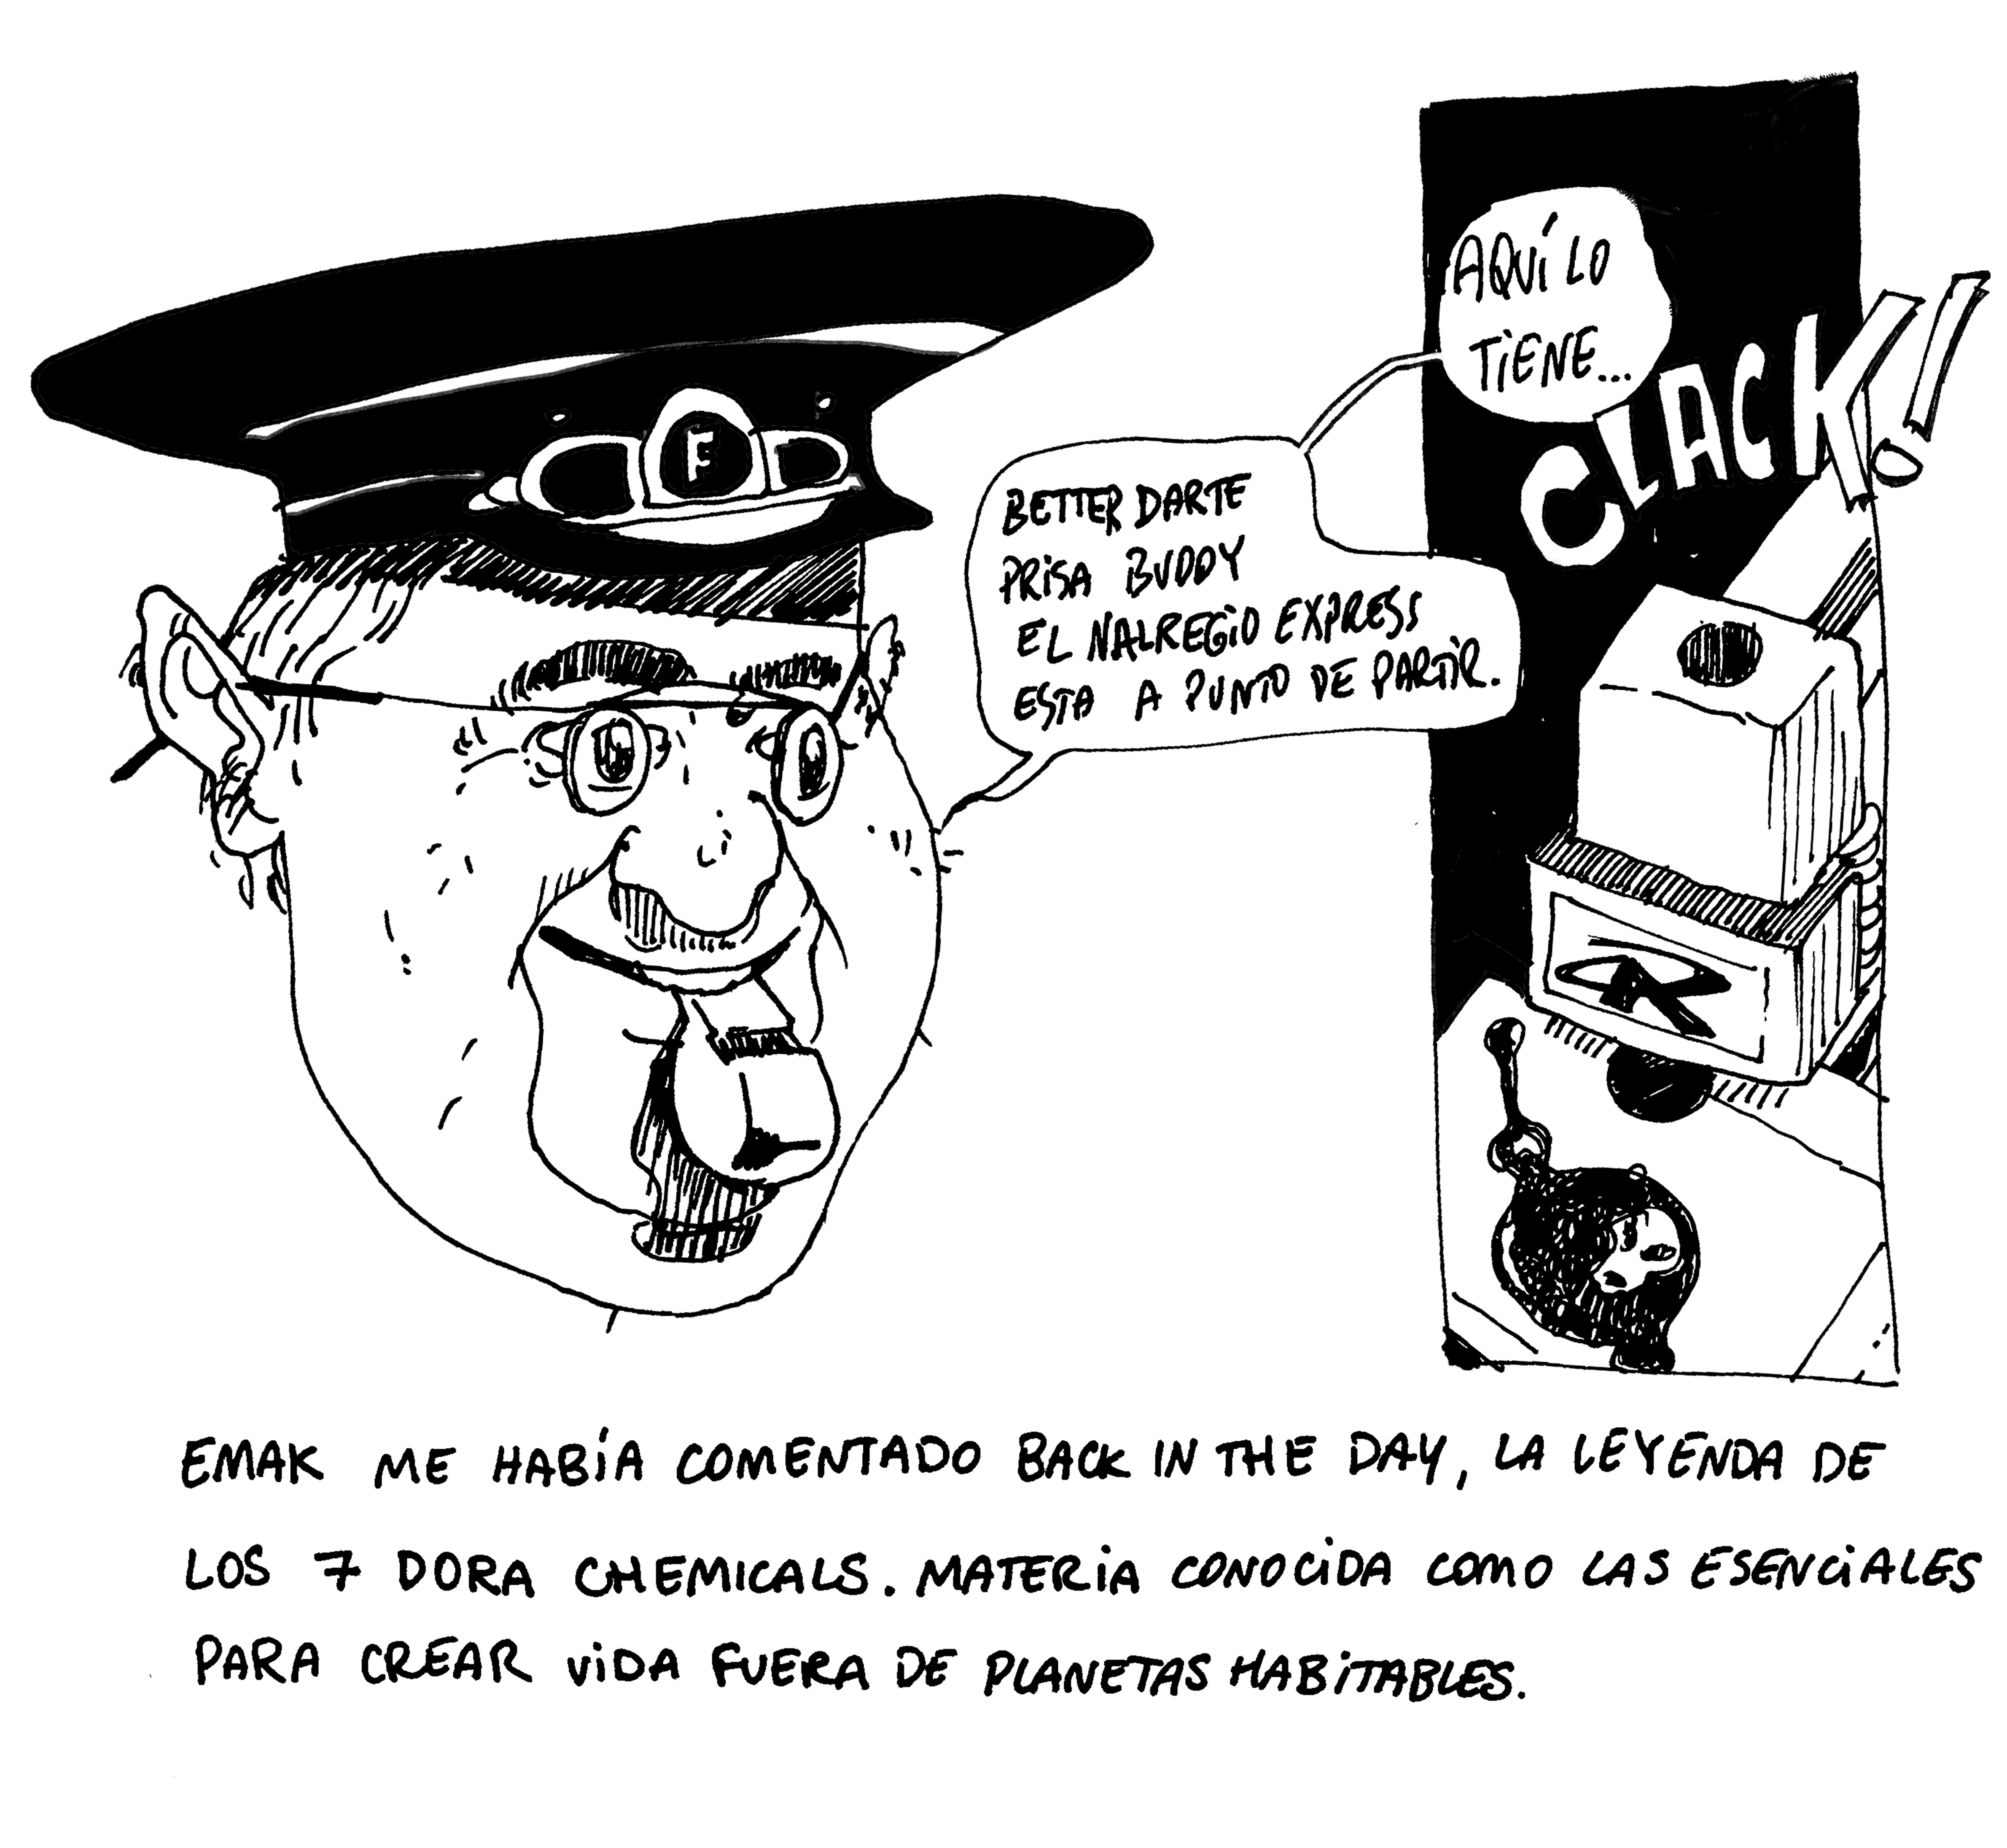 AQUÍ LO
TIENE...
CLACK!!
F
BETTER DARTE
PRISA BUDDY
EL NALREGIO EXPRESS
ESTA A PUNTO DE PARTIR.
EMAK ME HABÍA COMENTADO BACK IN THE DAY, LA LEYENDA DE
LOS 7 DORA CHEMICALS. MATERIA CONOCIDA COMO LAS ESENCIALES
PARA CREAR VIDA FUERA DE PLANETAS HABITABLES.